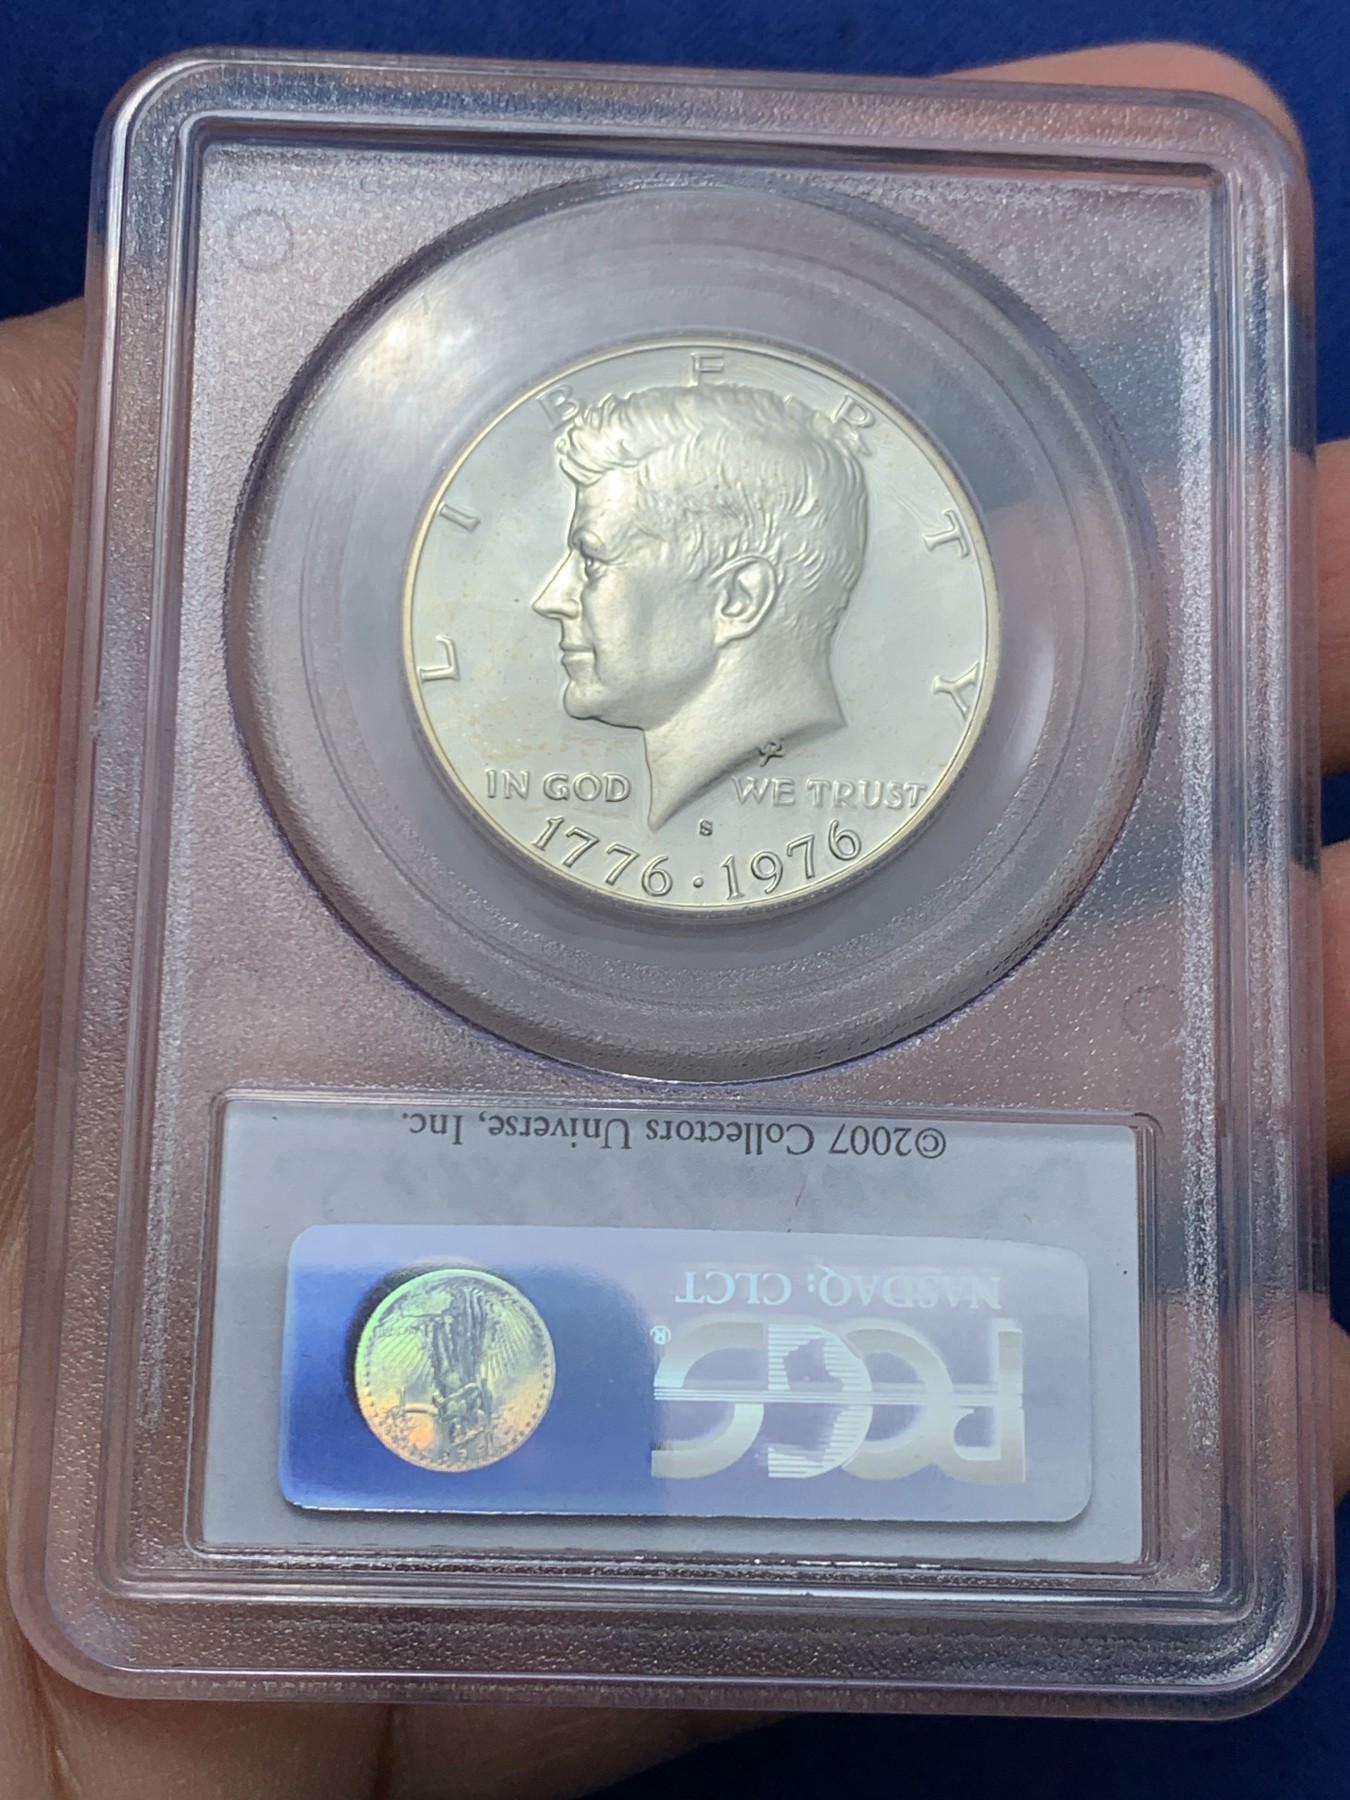 LIBERTY
IN GOD WE TRUST
S
1776 · 1976
©2007 Collectors Universe, Inc.
NASDAQ: CLCT
PCGS®